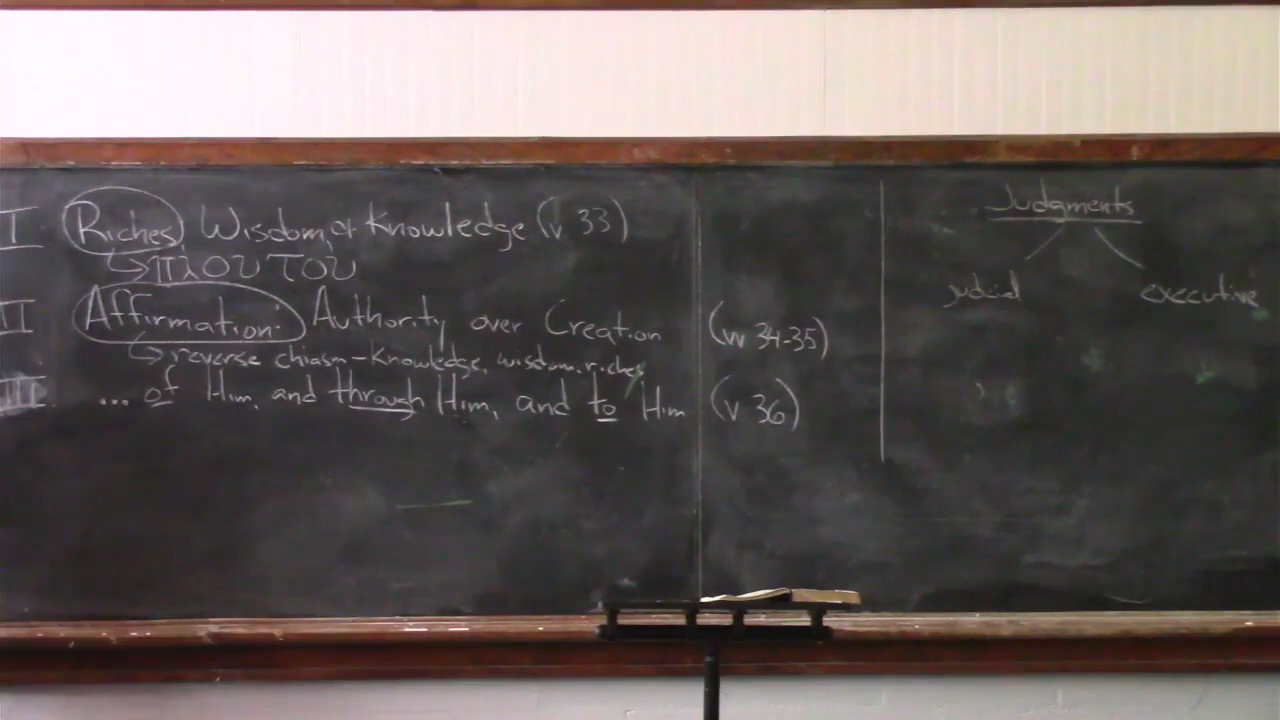 I Riches, Wisdom, & Knowledge (v 33)
↳ πλουτου
II Affirmation: Authority over Creation (vv 34-35)
↳ reverse chiasm - Knowledge, wisdom, riches
III. ... of Him, and through Him, and to Him (v 36)
Judgments
judicial executive